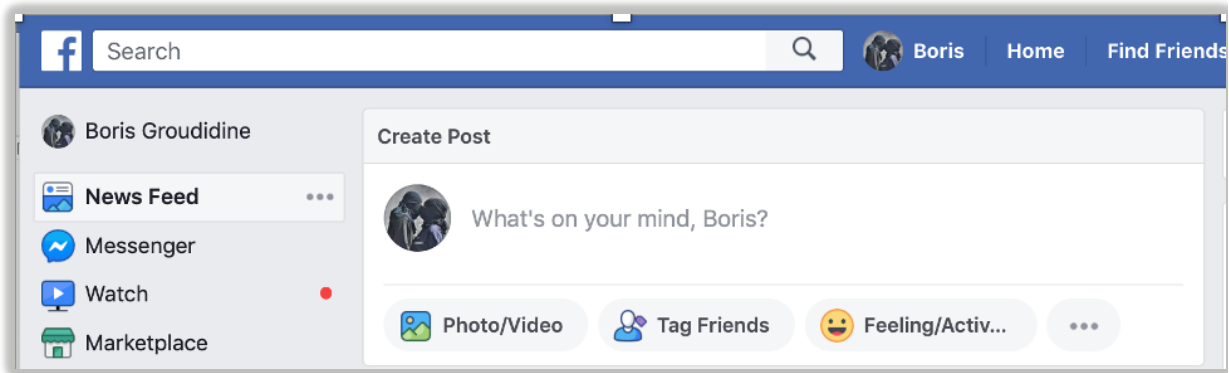 f Search Boris Home Find Friends
Boris Groudidine
News Feed
Messenger
Watch
Marketplace
Create Post
What's on your mind, Boris?
Photo/Video Tag Friends Feeling/Activ...